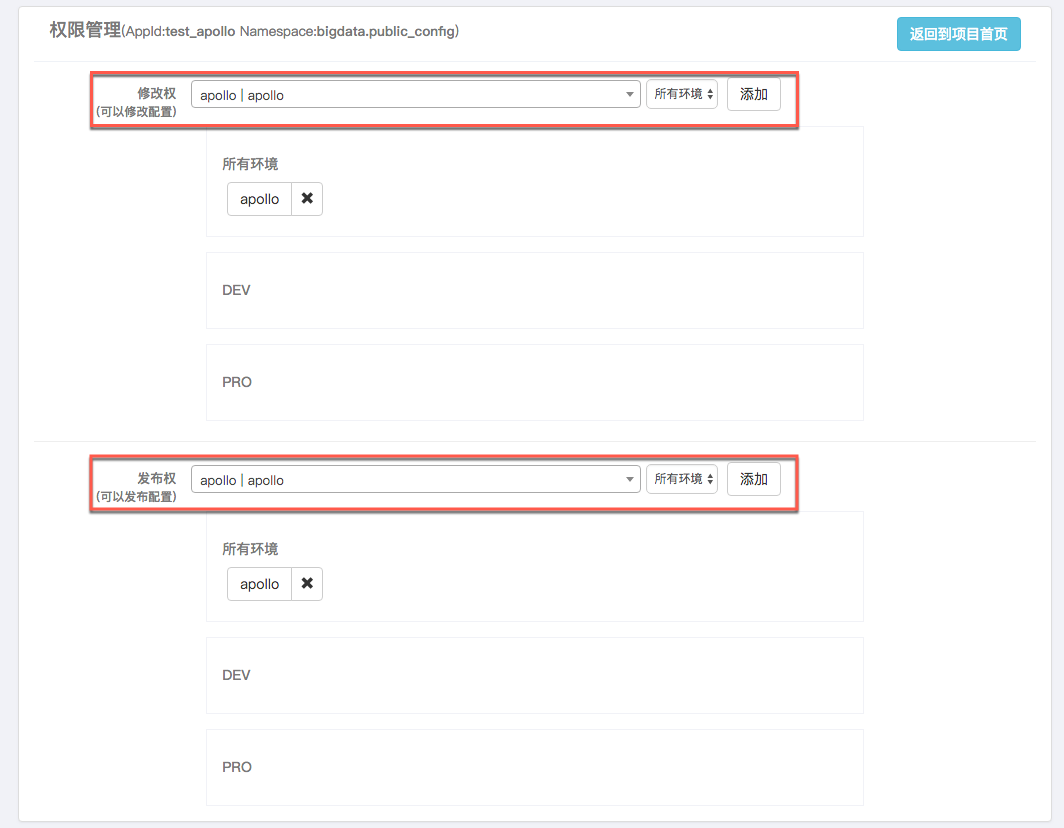 权限管理(AppId:test_apollo Namespace:bigdata.public_config)
返回到项目首页
修改权
(可以修改配置)
apollo | apollo
所有环境
添加
所有环境
apollo ✖
DEV
PRO
发布权
(可以发布配置)
apollo | apollo
所有环境
添加
所有环境
apollo ✖
DEV
PRO